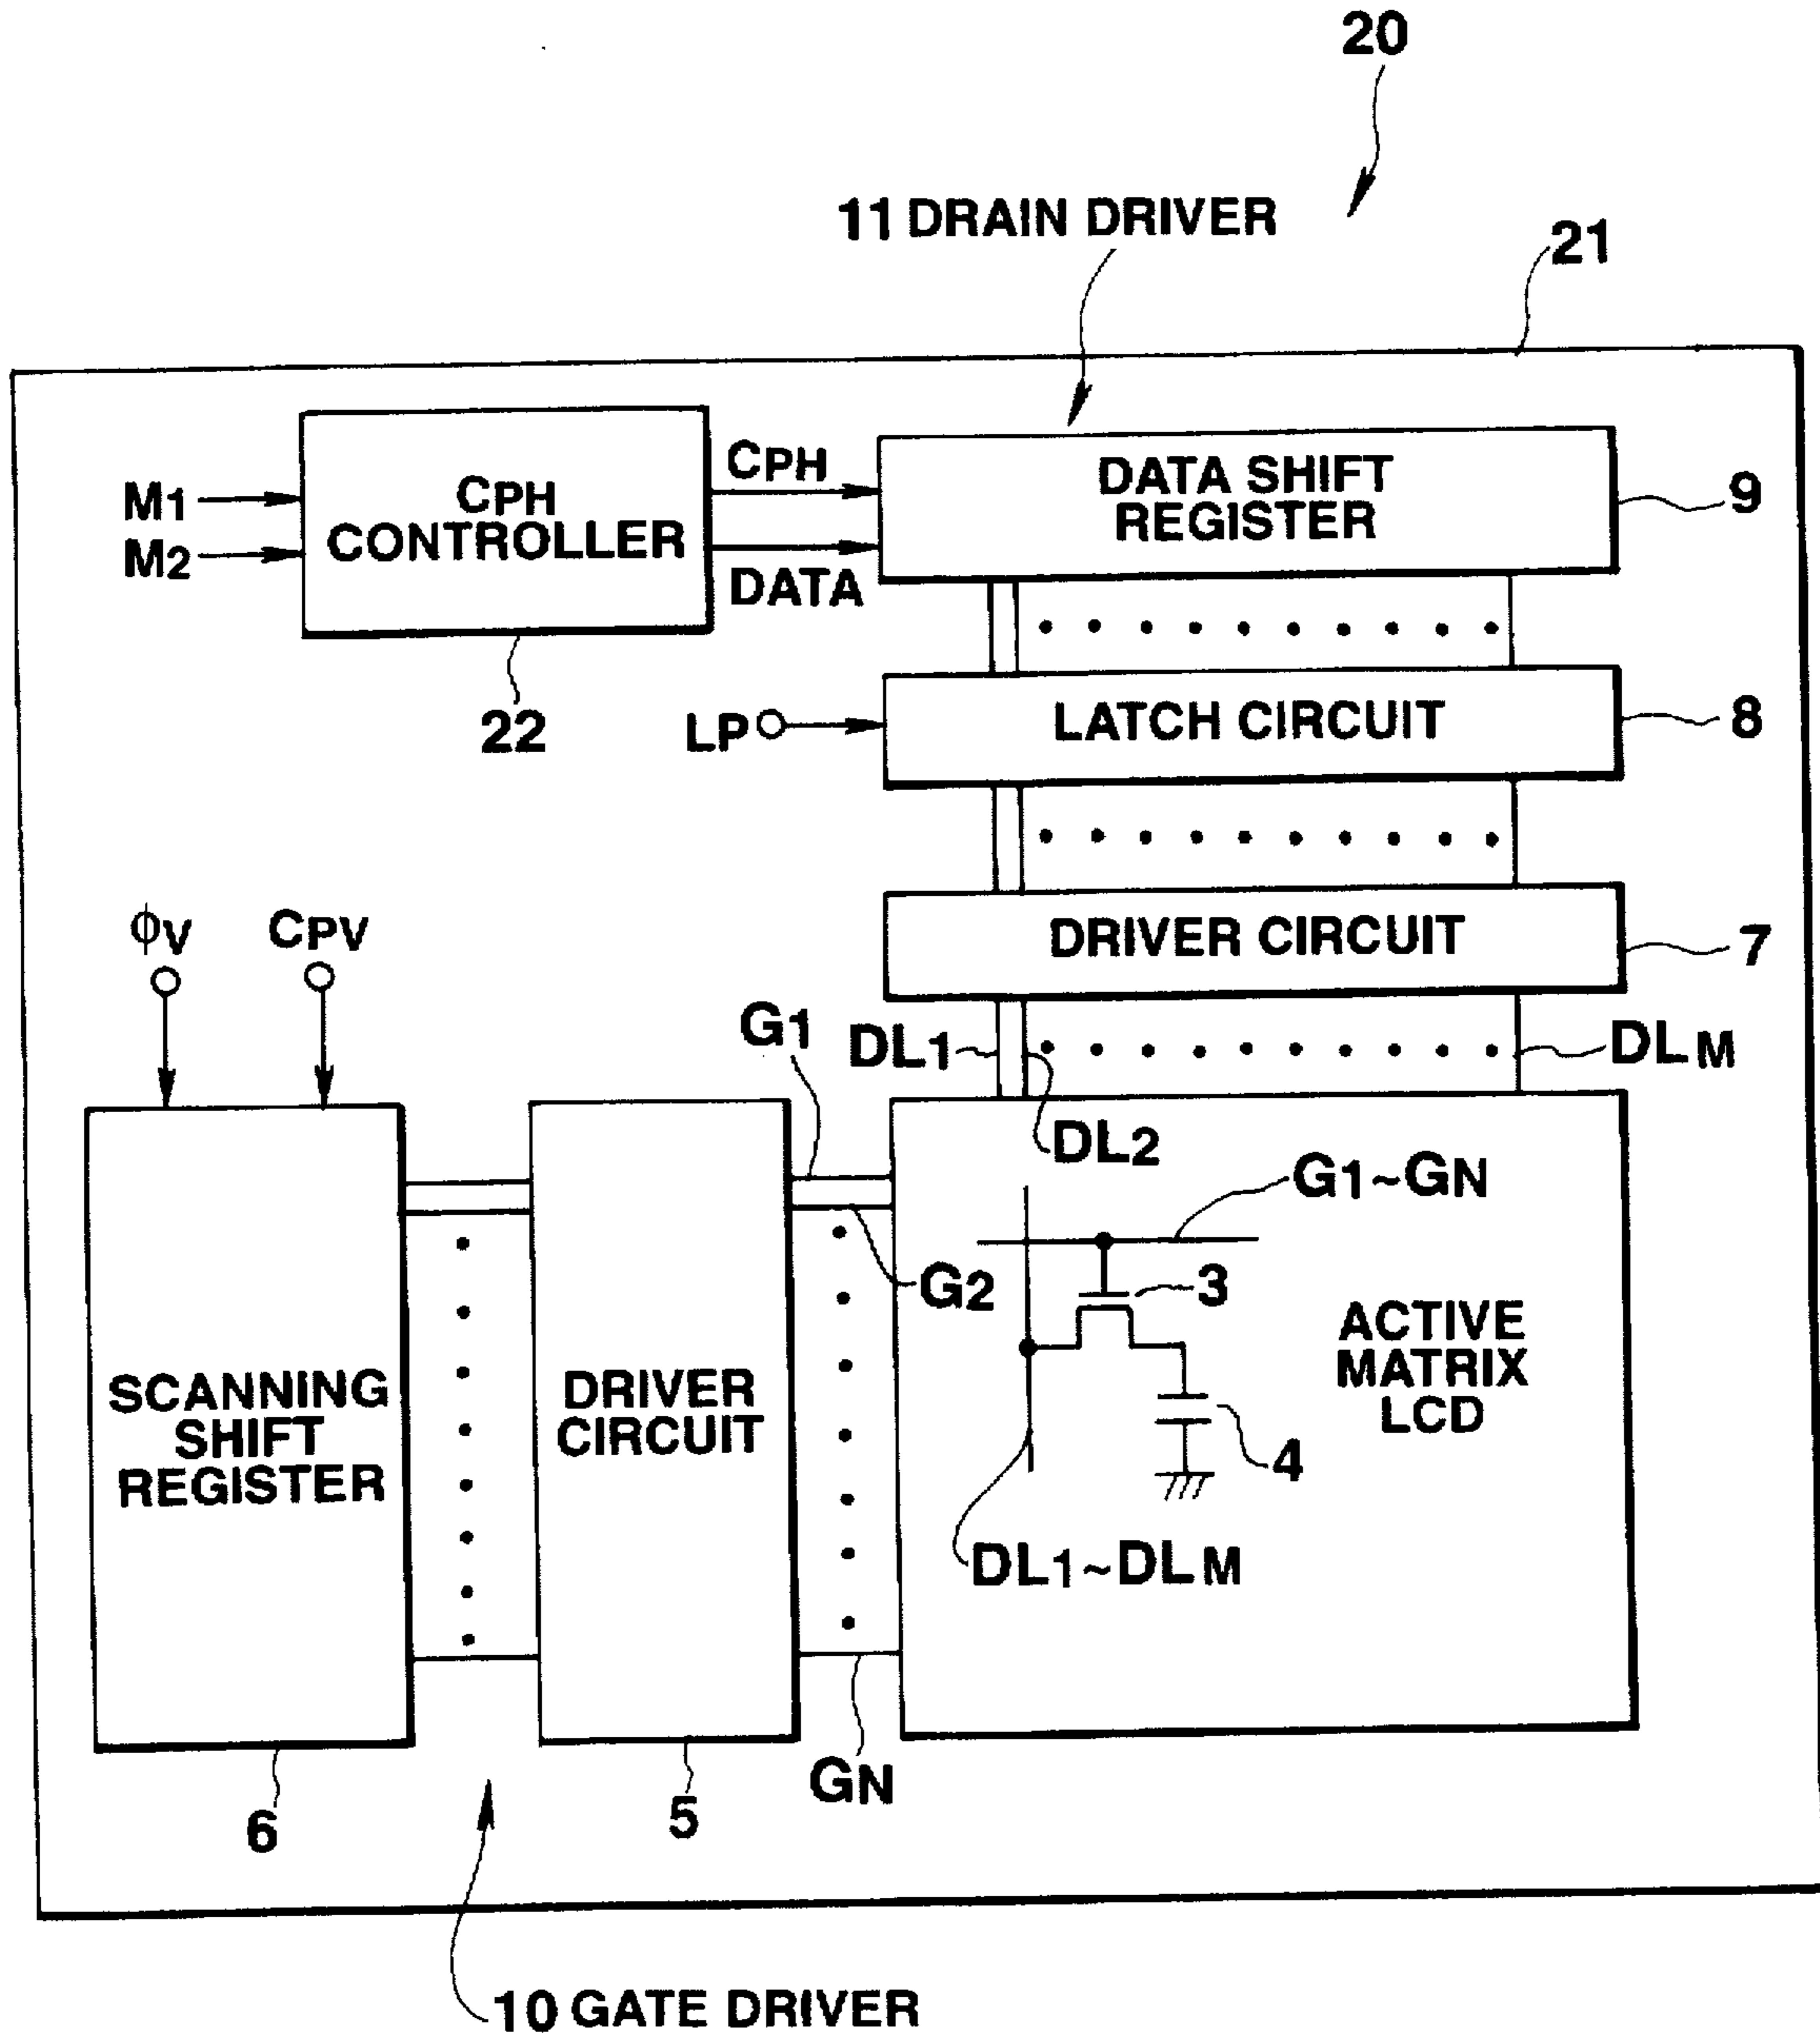 20
11 DRAIN DRIVER
21
CPH
CONTROLLER
M1
M2
CPH
DATA
DATA SHIFT
REGISTER
9
22
LP
LATCH CIRCUIT
8
ϕV
CPV
DRIVER CIRCUIT
7
G1
DL1
DLM
DL2
G1~GN
G2
3
SCANNING
SHIFT
REGISTER
DRIVER
CIRCUIT
ACTIVE
MATRIX
LCD
4
DL1~DLM
GN
6
5
10 GATE DRIVER